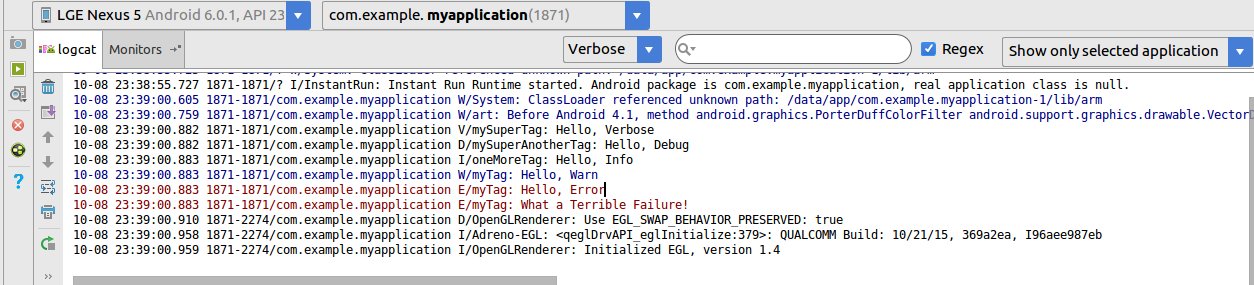 LGE Nexus 5 Android 6.0.1, API 23
com.example. myapplication (1871)
logcat
Monitors
Verbose
Regex
Show only selected application
10-08 23:38:55.727 1871-1871/? I/InstantRun: Instant Run Runtime started. Android package is com.example.myapplication, real application class is null.
10-08 23:39:00.605 1871-1871/com.example.myapplication W/System: ClassLoader referenced unknown path: /data/app/com.example.myapplication-1/lib/arm
10-08 23:39:00.759 1871-1871/com.example.myapplication W/art: Before Android 4.1, method android.graphics.PorterDuffColorFilter android.support.graphics.drawable.VectorD
10-08 23:39:00.882 1871-1871/com.example.myapplication V/mySuperTag: Hello, Verbose
10-08 23:39:00.882 1871-1871/com.example.myapplication D/mySuperAnotherTag: Hello, Debug
10-08 23:39:00.883 1871-1871/com.example.myapplication I/oneMoreTag: Hello, Info
10-08 23:39:00.883 1871-1871/com.example.myapplication W/myTag: Hello, Warn
10-08 23:39:00.883 1871-1871/com.example.myapplication E/myTag: Hello, Error
10-08 23:39:00.883 1871-1871/com.example.myapplication E/myTag: What a Terrible Failure!
10-08 23:39:00.910 1871-2274/com.example.myapplication D/OpenGLRenderer: Use EGL_SWAP_BEHAVIOR_PRESERVED: true
10-08 23:39:00.958 1871-2274/com.example.myapplication I/Adreno-EGL: <qeglDrvAPI_eglInitialize:379>: QUALCOMM Build: 10/21/15, 369a2ea, I96aee987eb
10-08 23:39:00.959 1871-2274/com.example.myapplication I/OpenGLRenderer: Initialized EGL, version 1.4